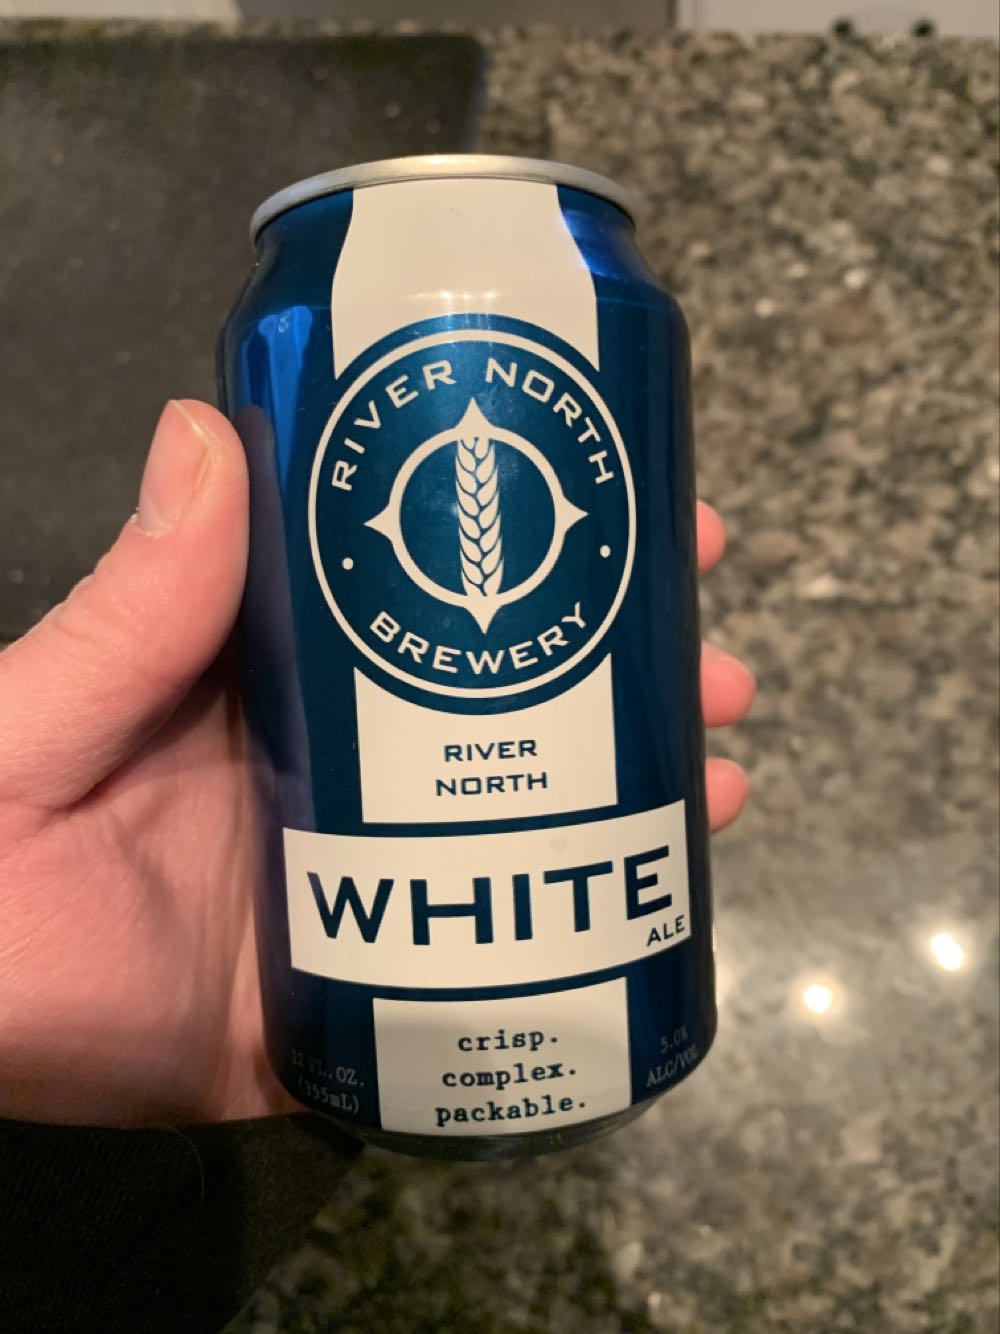 RIVER NORTH
BREWERY
RIVER
NORTH
WHITE
ALE
crisp.
complex.
packable.
12 FL. OZ.
(355mL)
5.0%
ALC/VOL